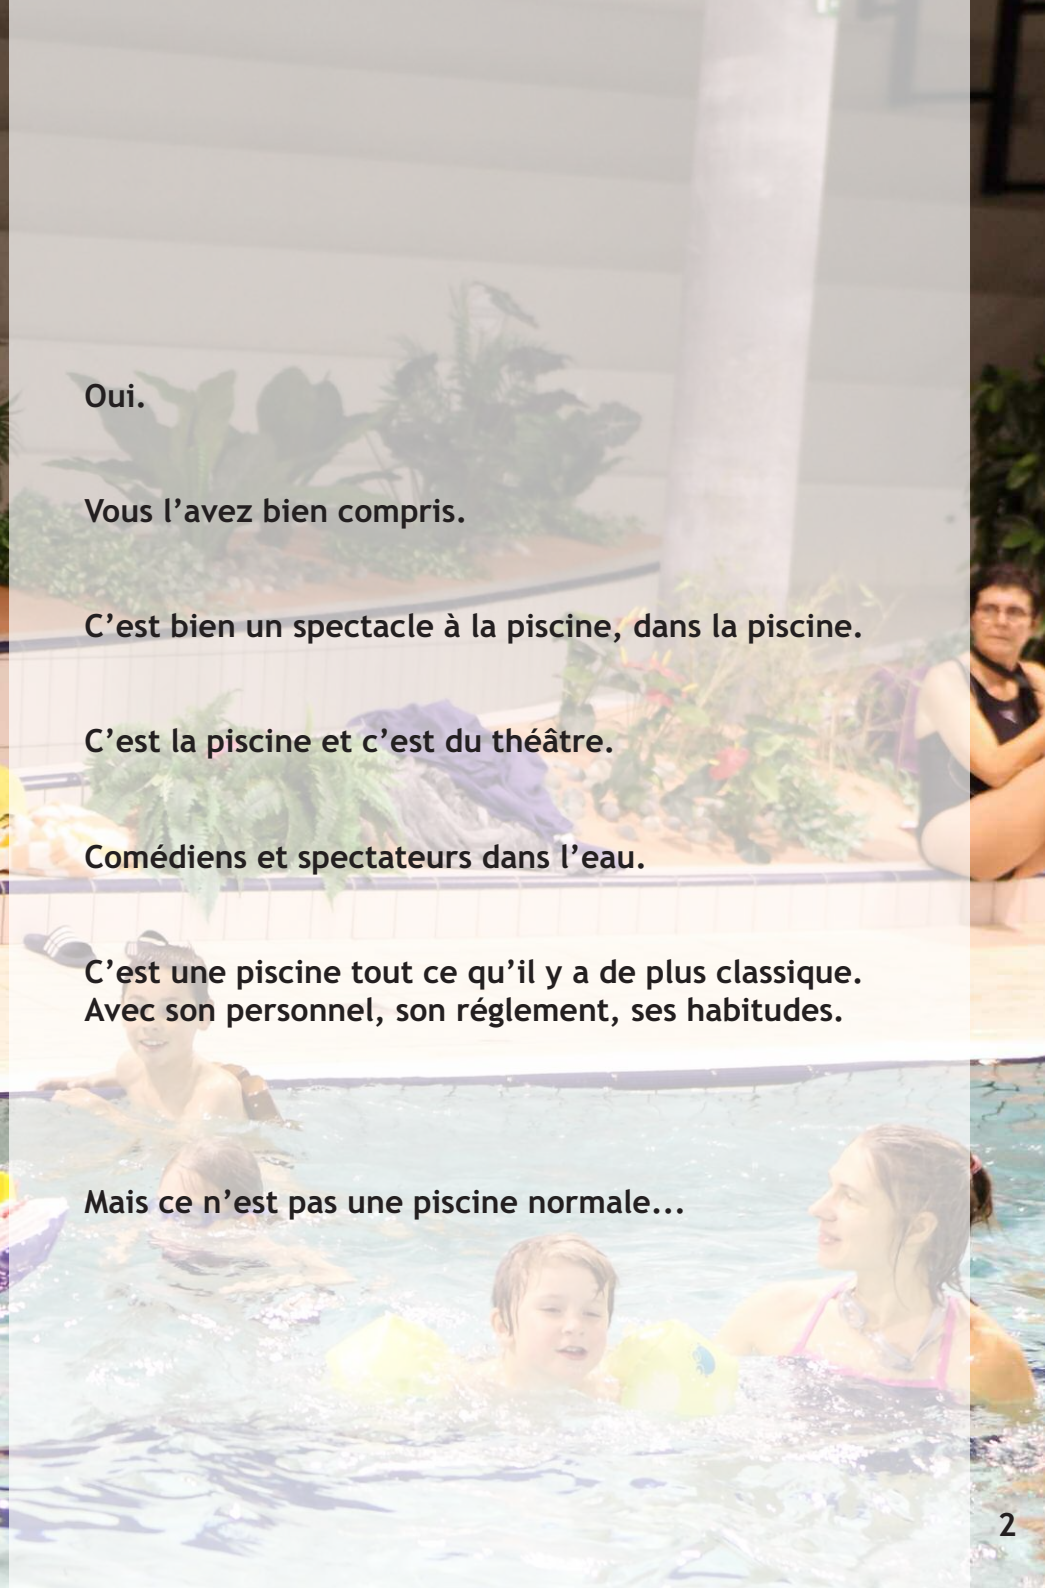 Oui.
Vous l’avez bien compris.
C’est bien un spectacle à la piscine, dans la piscine.
C’est la piscine et c’est du théâtre.
Comédiens et spectateurs dans l’eau.
C’est une piscine tout ce qu’il y a de plus classique.
Avec son personnel, son réglement, ses habitudes.
Mais ce n’est pas une piscine normale...
2